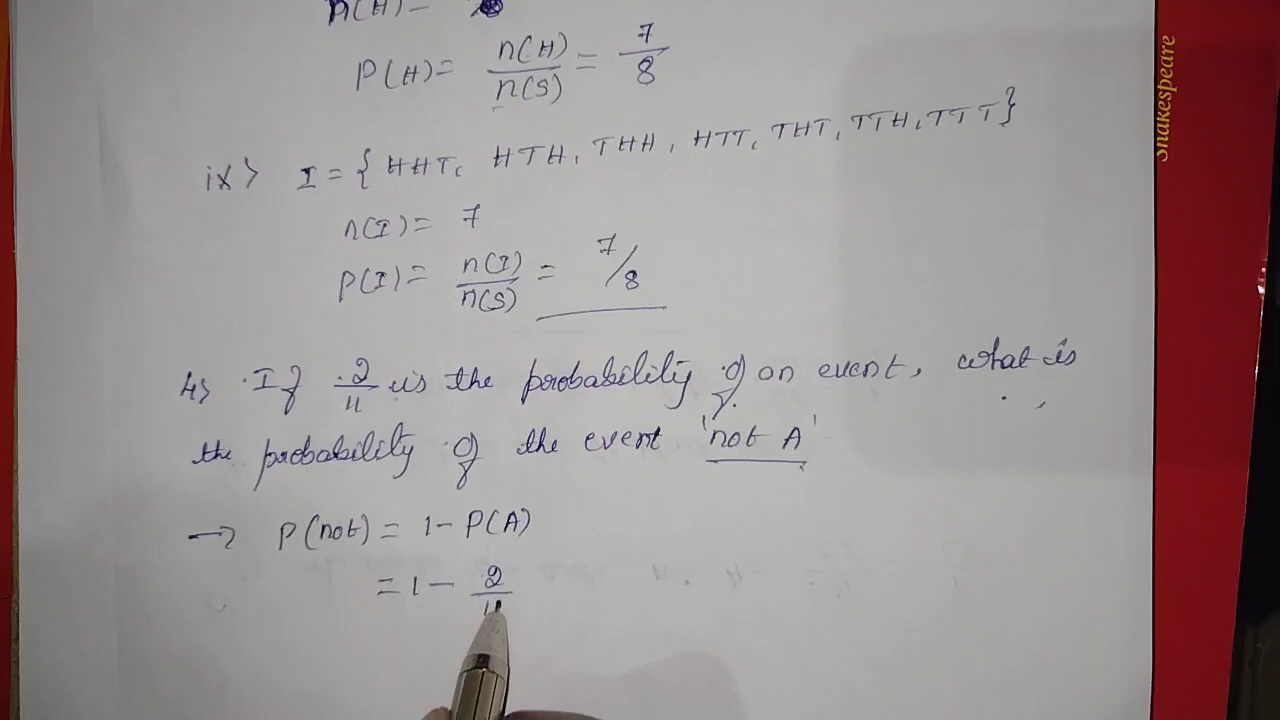 n(H) =
P(H) = n(H)/n(S) = 7/8
ix> I = { HHT, HTH, THH, HTT, THT, TTH, TTT}
n(I) = 7
P(I) = n(I)/n(S) = 7/8
4> If 2/11 is the probability of an event, what is
the probability of the event 'not A'
→ P(not) = 1 - P(A)
= 1 - 2/11
Snakespeare